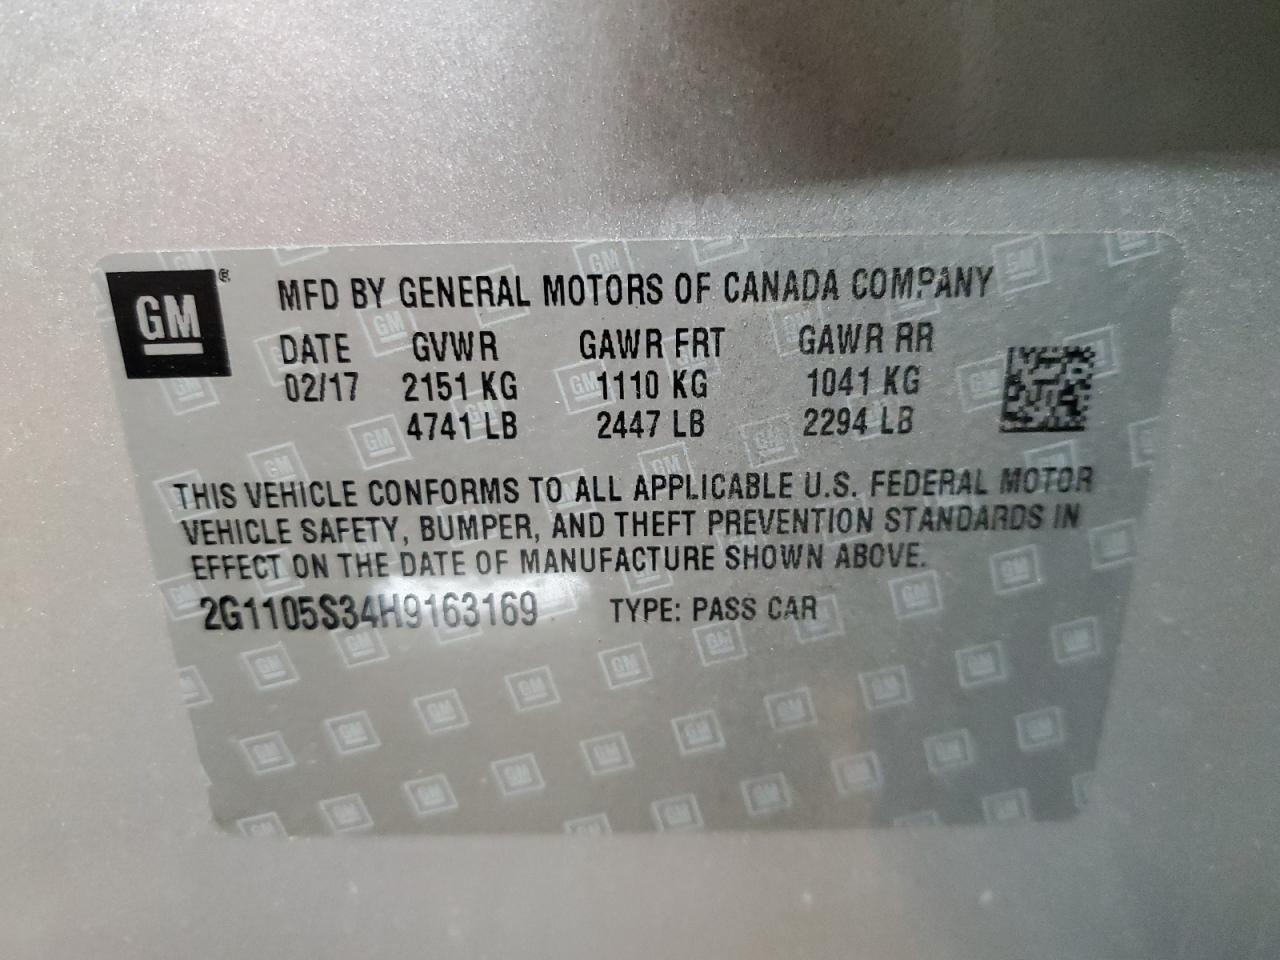 GM ®
MFD BY GENERAL MOTORS OF CANADA COMPANY
DATE GVWR GAWR FRT GAWR RR
02/17 2151 KG 1110 KG 1041 KG
4741 LB 2447 LB 2294 LB
THIS VEHICLE CONFORMS TO ALL APPLICABLE U.S. FEDERAL MOTOR
VEHICLE SAFETY, BUMPER, AND THEFT PREVENTION STANDARDS IN
EFFECT ON THE DATE OF MANUFACTURE SHOWN ABOVE.
2G1105S34H9163169 TYPE: PASS CAR